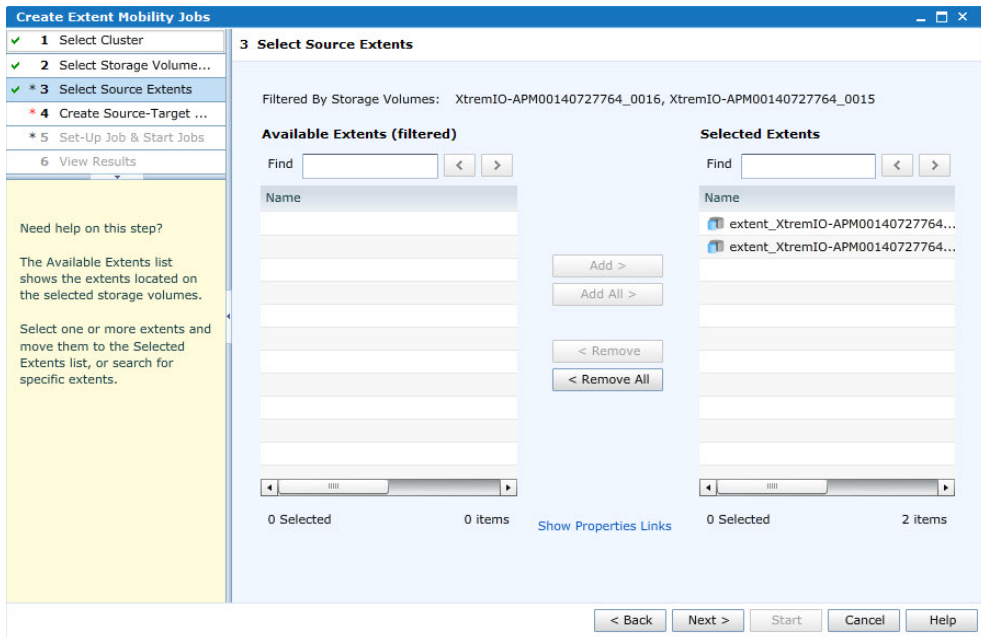 Create Extent Mobility Jobs
1 Select Cluster
2 Select Storage Volume...
* 3 Select Source Extents
* 4 Create Source-Target ...
* 5 Set-Up Job & Start Jobs
6 View Results
Need help on this step?
The Available Extents list
shows the extents located on
the selected storage volumes.
Select one or more extents and
move them to the Selected
Extents list, or search for
specific extents.
3 Select Source Extents
Filtered By Storage Volumes: XtremIO-APM00140727764_0016, XtremIO-APM00140727764_0015
Available Extents (filtered)
Find < >
Name
0 Selected 0 items
Add >
Add All >
< Remove
< Remove All
Show Properties Links
Selected Extents
Find < >
Name
extent_XtremIO-APM00140727764...
extent_XtremIO-APM00140727764...
0 Selected 2 items
< Back Next > Start Cancel Help